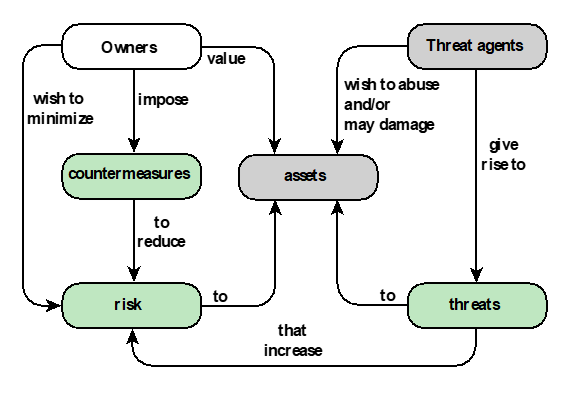 Owners
Threat agents
value
wish to
minimize
impose
wish to abuse
and/or
may damage
give
rise to
countermeasures
assets
to
reduce
risk
to
to
threats
that
increase